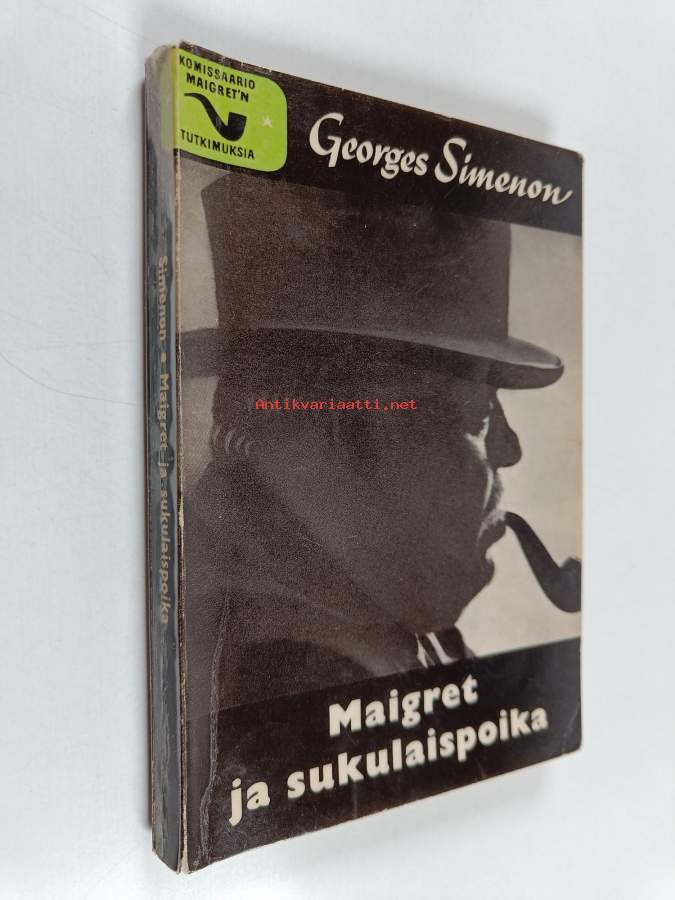 KOMISSAARIO
MAIGRET'N
TUTKIMUKSIA
Georges Simenon
Simenon * Maigret ja sukulaispoika
Antikvariaatti.net
Maigret
ja sukulaispoika